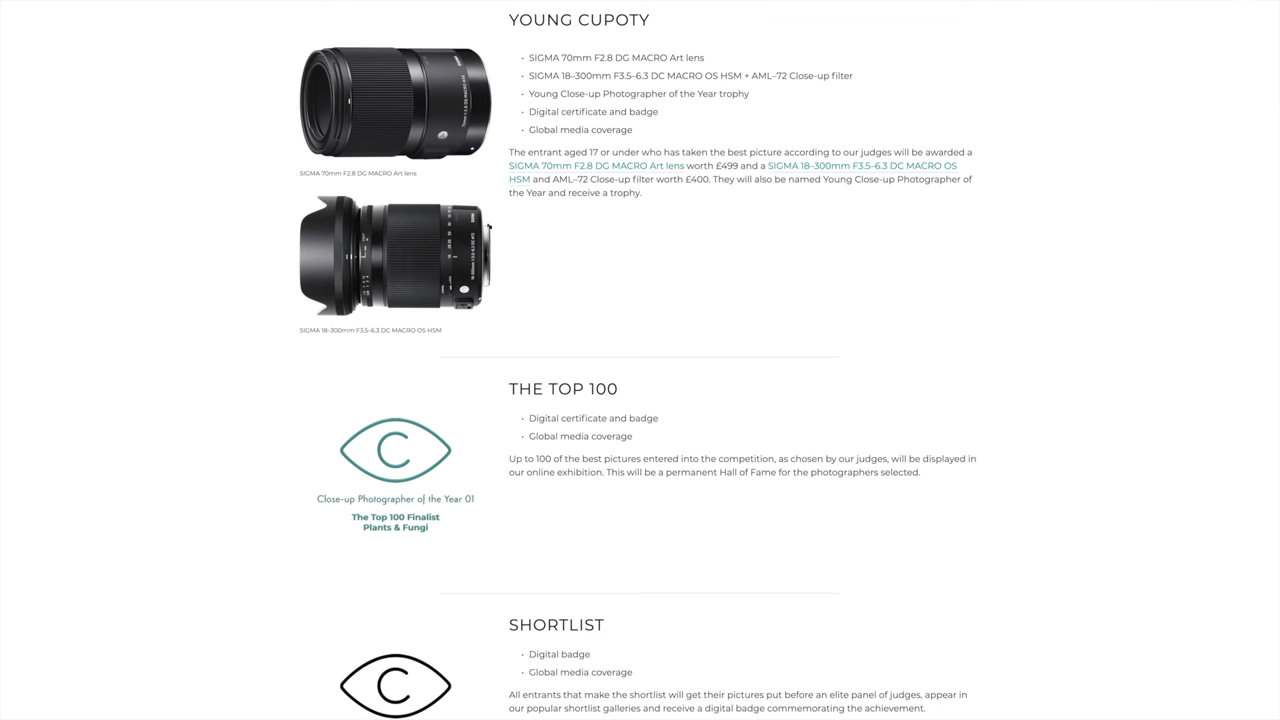 YOUNG CUPOTY
• SIGMA 70mm F2.8 DG MACRO Art lens
• SIGMA 18–300mm F3.5–6.3 DC MACRO OS HSM + AML–72 Close-up filter
• Young Close-up Photographer of the Year trophy
• Digital certificate and badge
• Global media coverage
The entrant aged 17 or under who has taken the best picture according to our judges will be awarded a
SIGMA 70mm F2.8 DG MACRO Art lens worth £499 and a SIGMA 18–300mm F3.5–6.3 DC MACRO OS
HSM and AML–72 Close-up filter worth £400. They will also be named Young Close-up Photographer of
the Year and receive a trophy.
SIGMA 70mm F2.8 DG MACRO Art lens
SIGMA 18–300mm F3.5–6.3 DC MACRO OS HSM
THE TOP 100
• Digital certificate and badge
• Global media coverage
Up to 100 of the best pictures entered into the competition, as chosen by our judges, will be displayed in
our online exhibition. This will be a permanent Hall of Fame for the photographers selected.
C
Close-up Photographer of the Year 01
The Top 100 Finalist
Plants & Fungi
SHORTLIST
• Digital badge
• Global media coverage
All entrants that make the shortlist will get their pictures put before an elite panel of judges, appear in
our popular shortlist galleries and receive a digital badge commemorating the achievement.
C